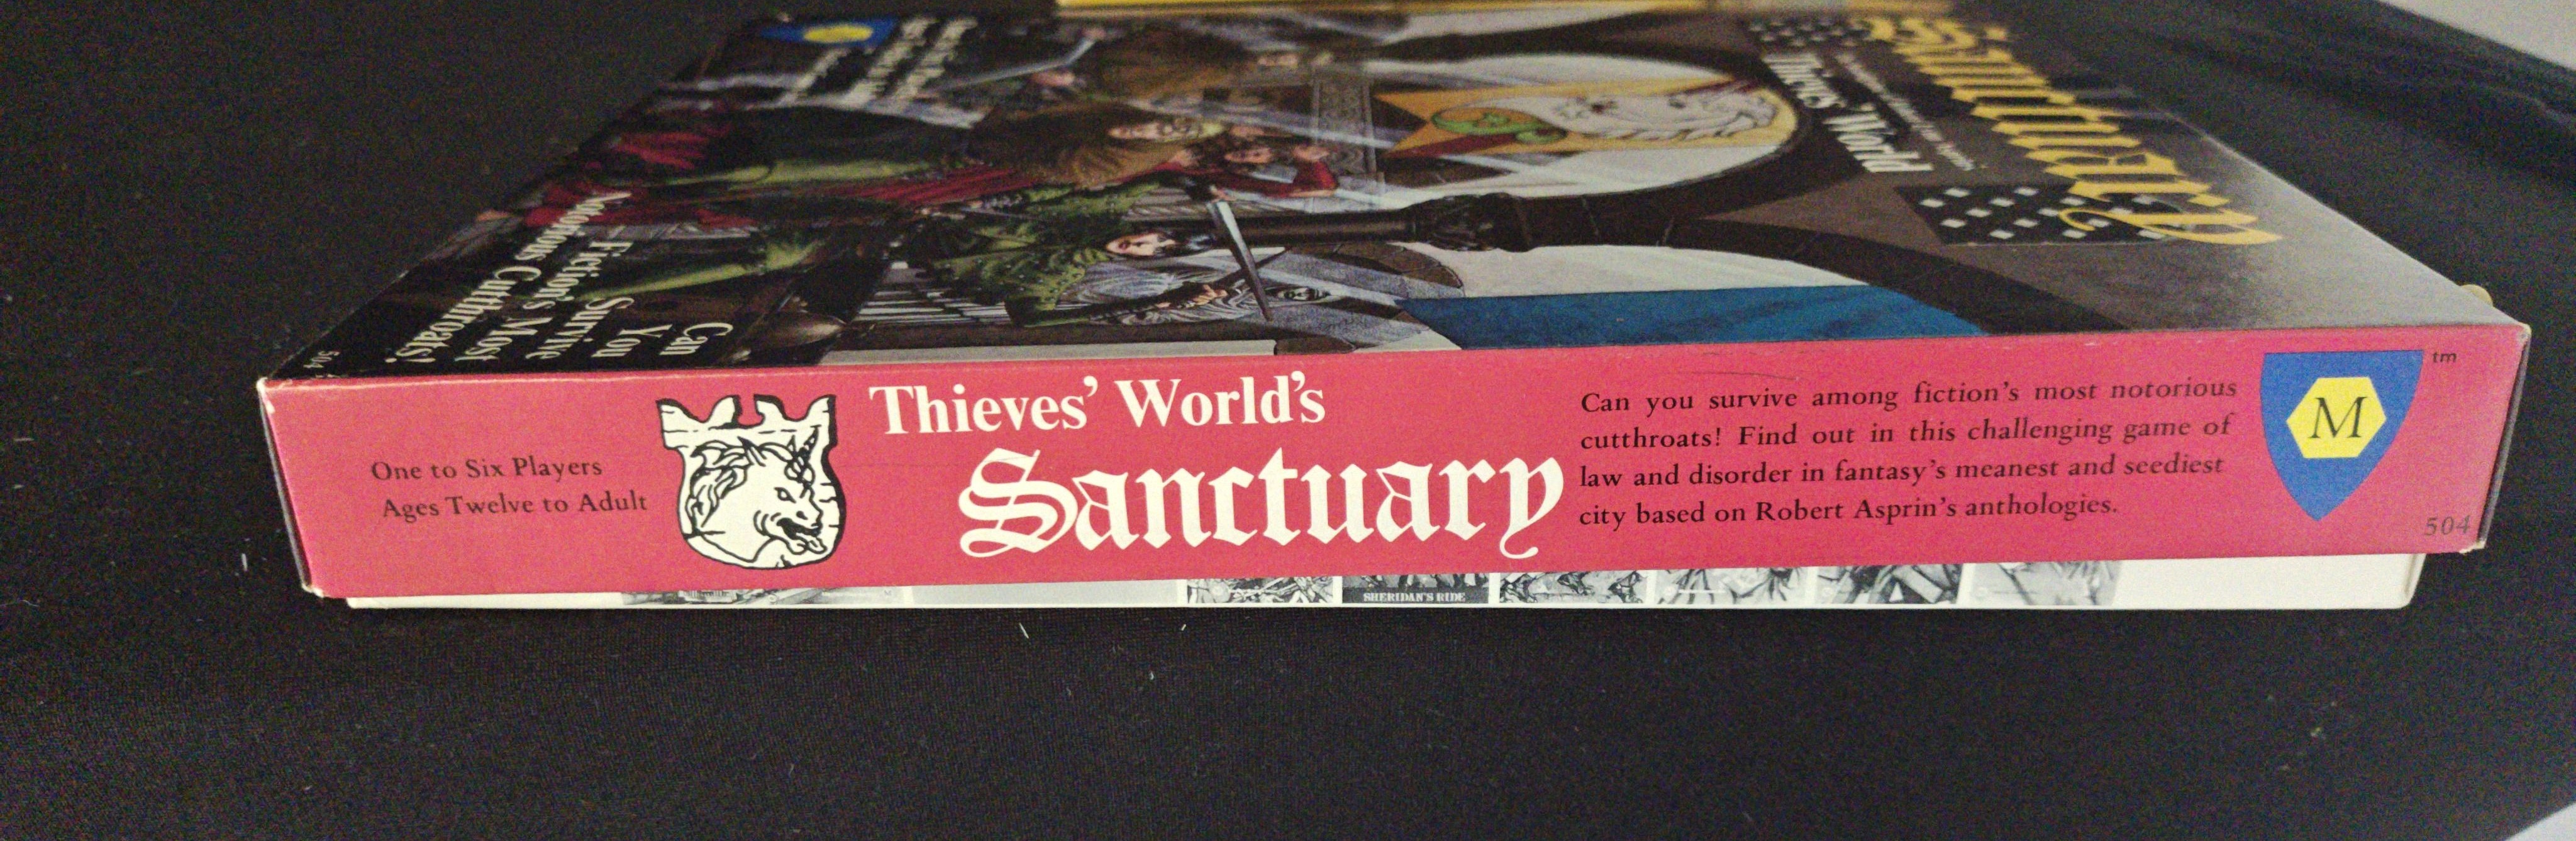 Sanctuary
Thieves' World
Can
You
Survive
Fiction's Most
Notorious Cutthroats?
504
One to Six Players
Ages Twelve to Adult
Thieves' World's
Sanctuary
Can you survive among fiction's most notorious
cutthroats! Find out in this challenging game of
law and disorder in fantasy's meanest and seediest
city based on Robert Asprin's anthologies.
M
tm
504
SHERIDAN'S RIDE